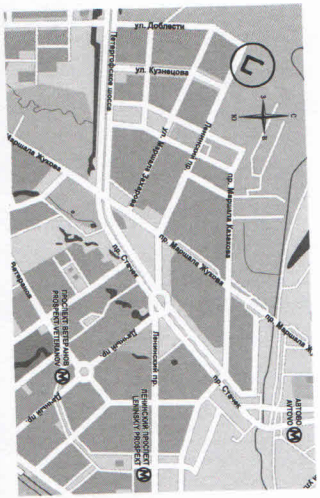 ул. Доблести
ул. Кузнецова
Петергофское шоссе
Ленинский пр.
ул. Маршала Захарова
пр. Маршала Казакова
З
С
Ю
В
Маршала Жукова
пр. Маршала Жукова
пр. Маршала Ж.
пр. Стачек
пр. Стачек
Ленинский пр.
Дачный пр.
Дачный пр.
ПРОСПЕКТ ВЕТЕРАНОВ
PROSPEKT VETERANOV
М
ЛЕНИНСКИЙ ПРОСПЕКТ
LENINSKIY PROSPEKT
М
АВТОВО
AVTOVO
М